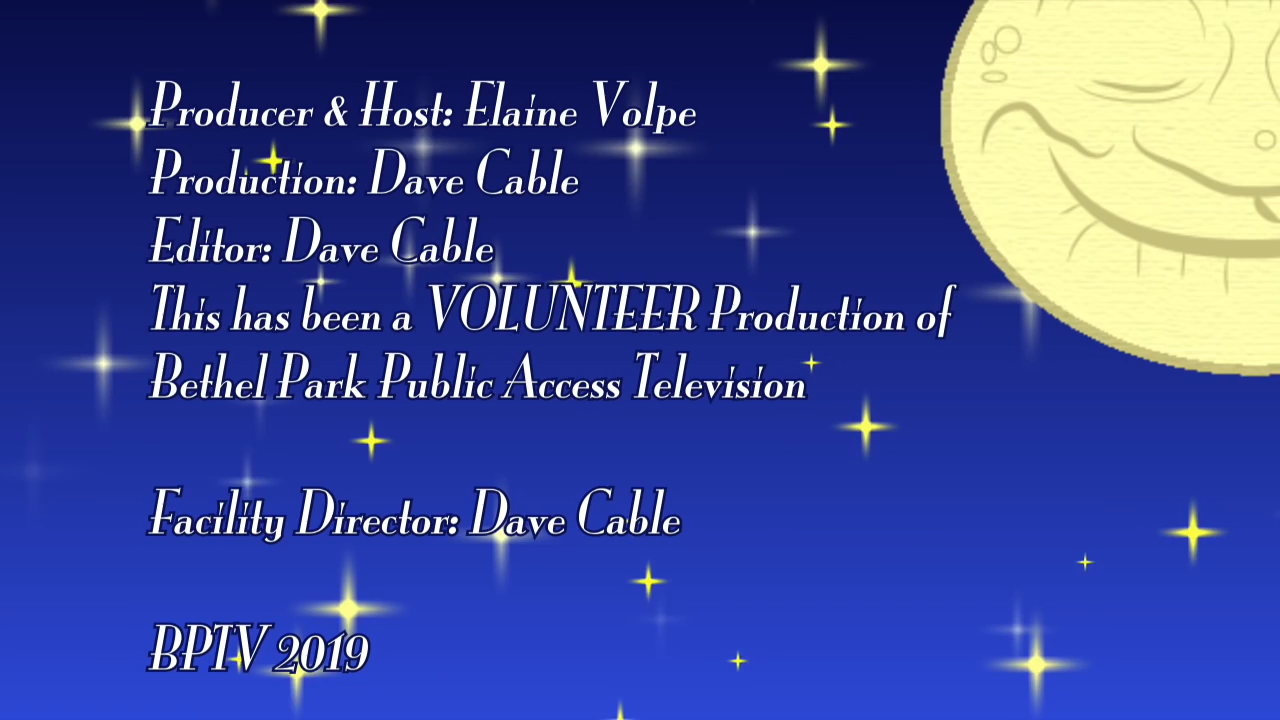 Producer & Host: Elaine Volpe
Production: Dave Cable
Editor: Dave Cable
This has been a VOLUNTEER Production of
Bethel Park Public Access Television
Facility Director: Dave Cable
BPTV 2019